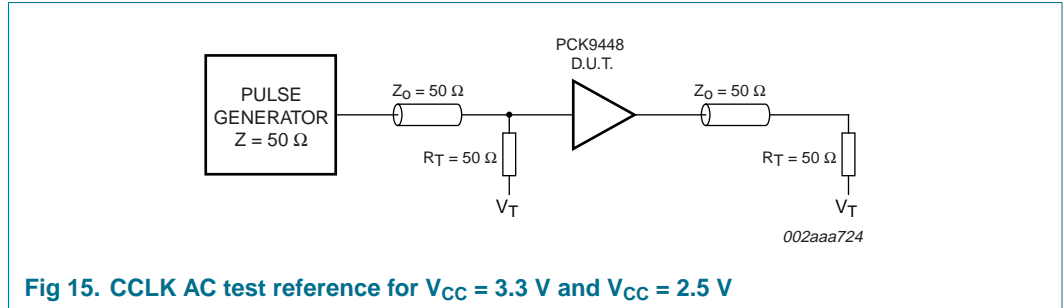 PCK9448
D.U.T.
PULSE
GENERATOR
Z = 50 Ω
ZO = 50 Ω
ZO = 50 Ω
RT = 50 Ω
RT = 50 Ω
VT
VT
002aaa724
Fig 15. CCLK AC test reference for VCC = 3.3 V and VCC = 2.5 V